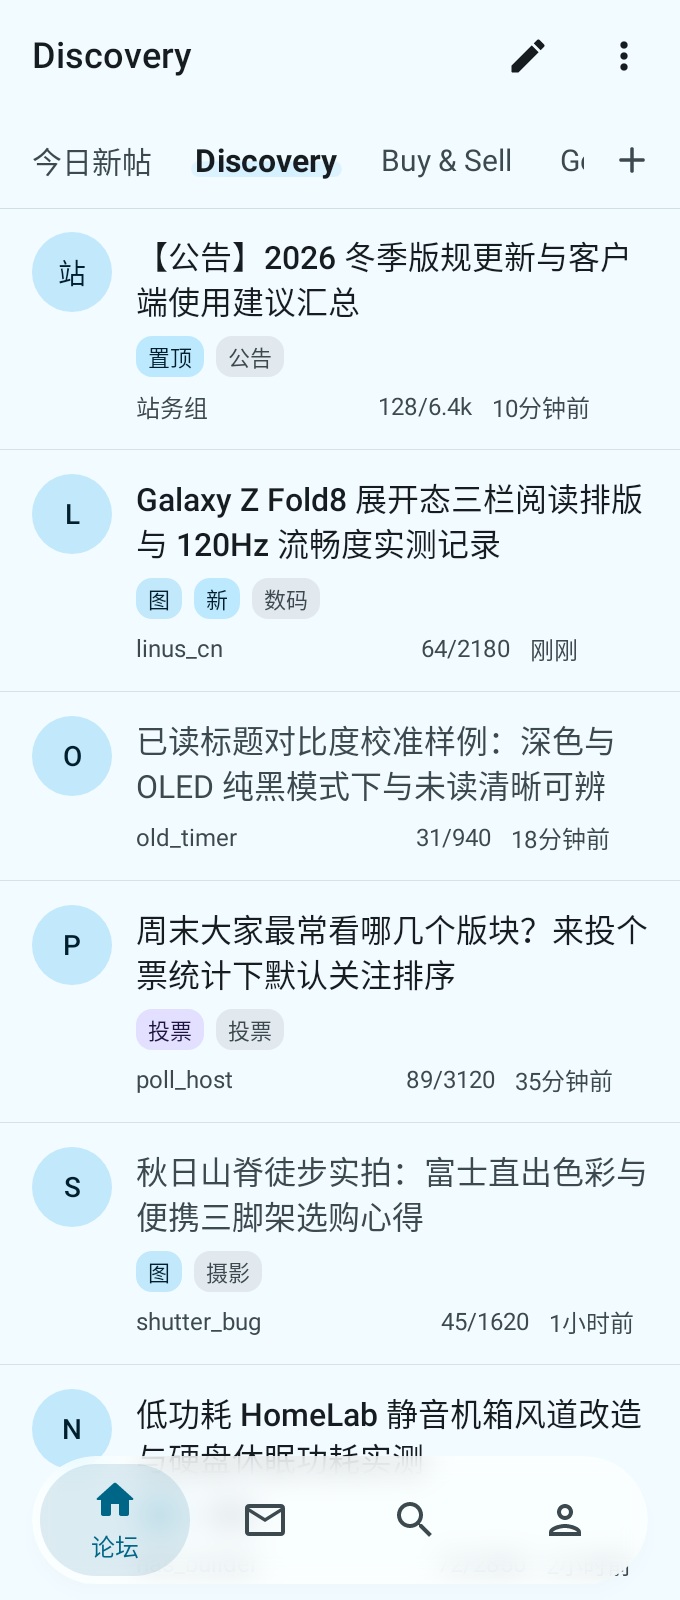 Discovery
今日新帖 Discovery Buy & Sell
站
【公告】2026 冬季版规更新与客户
端使用建议汇总
置顶 公告
站务组 128/6.4k 10分钟前
L
Galaxy Z Fold8 展开态三栏阅读排版
与 120Hz 流畅度实测记录
图 新 数码
linus_cn 64/2180 刚刚
O
已读标题对比度校准样例：深色与
OLED 纯黑模式下与未读清晰可辨
old_timer 31/940 18分钟前
P
周末大家最常看哪几个版块？来投个
票统计下默认关注排序
投票 投票
poll_host 89/3120 35分钟前
S
秋日山脊徒步实拍：富士直出色彩与
便携三脚架选购心得
图 摄影
shutter_bug 45/1620 1小时前
N
低功耗 HomeLab 静音机箱风道改造
与硬盘休眠功耗实测
论坛